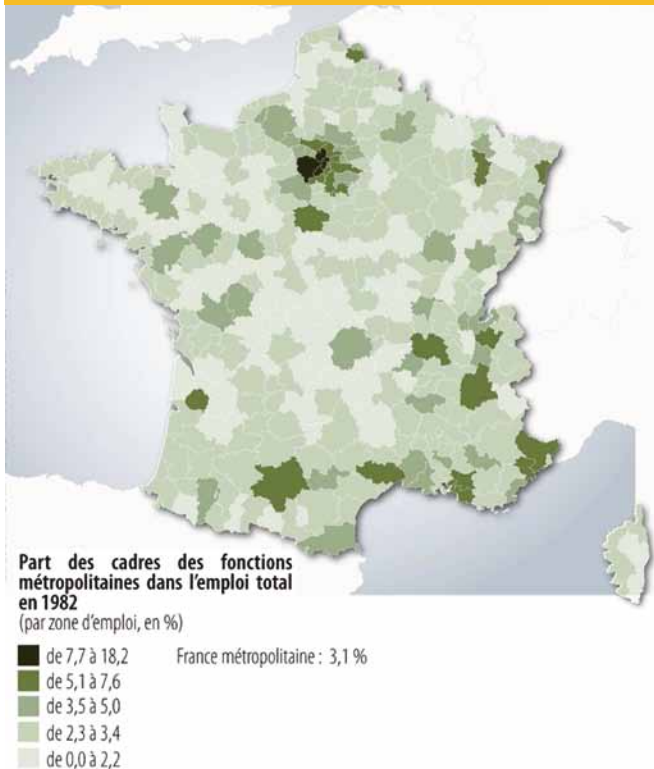 Part des cadres des fonctions
métropolitaines dans l'emploi total
en 1982
(par zone d'emploi, en %)
de 7,7 à 18,2 France métropolitaine : 3,1 %
de 5,1 à 7,6
de 3,5 à 5,0
de 2,3 à 3,4
de 0,0 à 2,2